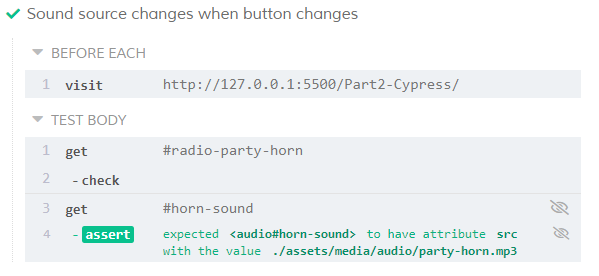 Sound source changes when button changes
BEFORE EACH
1 visit http://127.0.0.1:5500/Part2-Cypress/
TEST BODY
1 get #radio-party-horn
2 - check
3 get #horn-sound
4 - assert expected <audio#horn-sound> to have attribute src
with the value ./assets/media/audio/party-horn.mp3